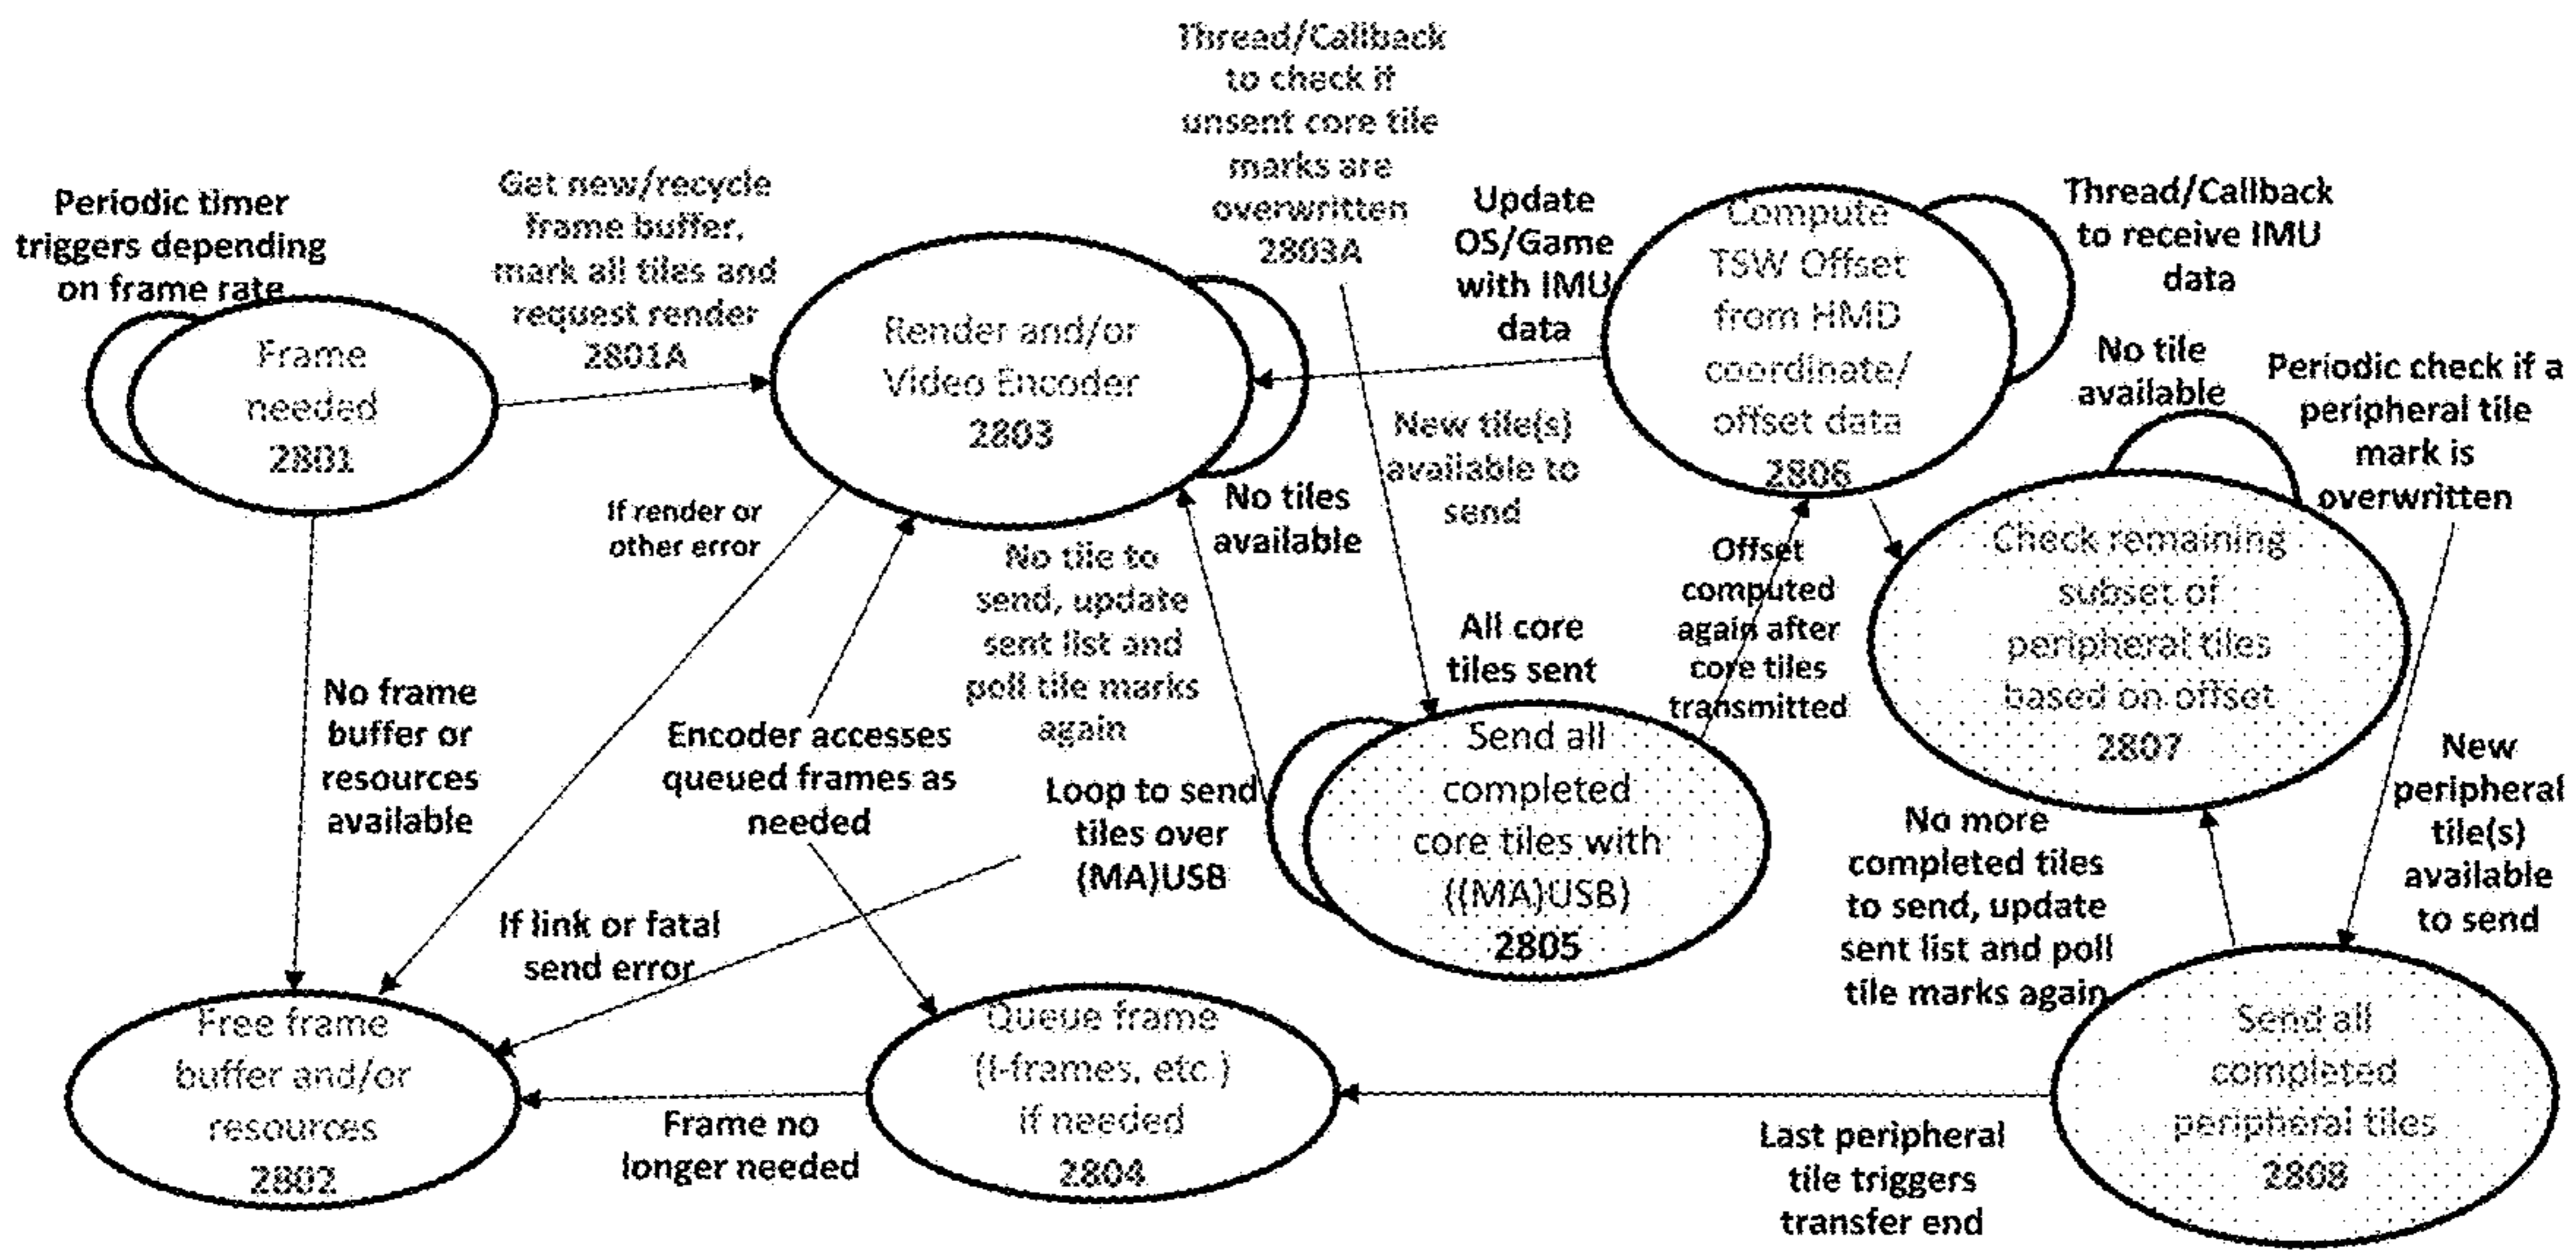 Thread/Callback
to check if
unsent core tile
marks are
overwritten
2803A
Periodic timer
triggers depending
on frame rate
Get new/recycle
frame buffer,
mark all tiles and
request render
2801A
Update
OS/Game
with IMU
data
Thread/Callback
to receive IMU
data
Frame
needed
2801
Render and/or
Video Encoder
2803
Compute
TSW Offset
from HMD
coordinate/
offset data
2806
No tile
available
Periodic check if a
peripheral tile
mark is
overwritten
If render or
other error
No tiles
available
New tile(s)
available to
send
No tile to
send, update
sent list and
poll tile marks
again
Offset
computed
again after
core tiles
transmitted
Check remaining
subset of
peripheral tiles
based on offset
2807
All core
tiles sent
No frame
buffer or
resources
available
Encoder accesses
queued frames as
needed
Loop to send
tiles over
(MA)USB
Send all
completed
core tiles with
((MA)USB)
2805
New
peripheral
tile(s)
available
to send
No more
completed tiles
to send, update
sent list and poll
tile marks again
If link or fatal
send error
Free frame
buffer and/or
resources
2802
Frame no
longer needed
Queue frame
(I-frames, etc.)
if needed
2804
Last peripheral
tile triggers
transfer end
Send all
completed
peripheral tiles
2808